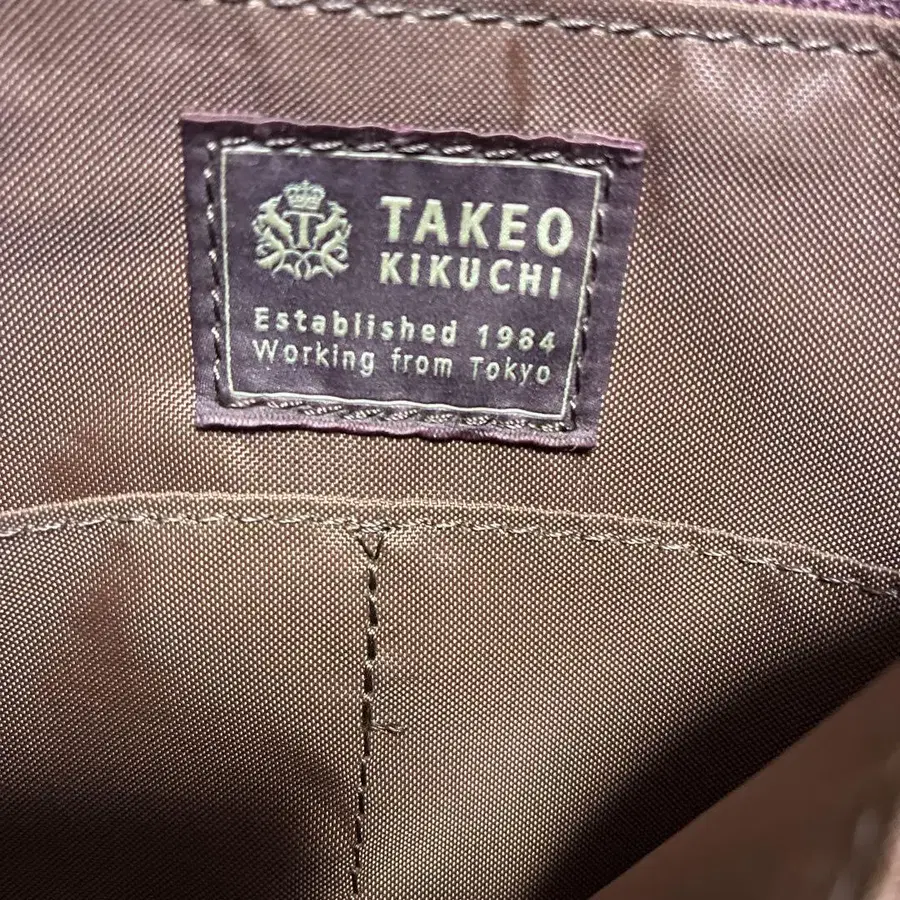 T
TAKEO
KIKUCHI
Established 1984
Working from Tokyo